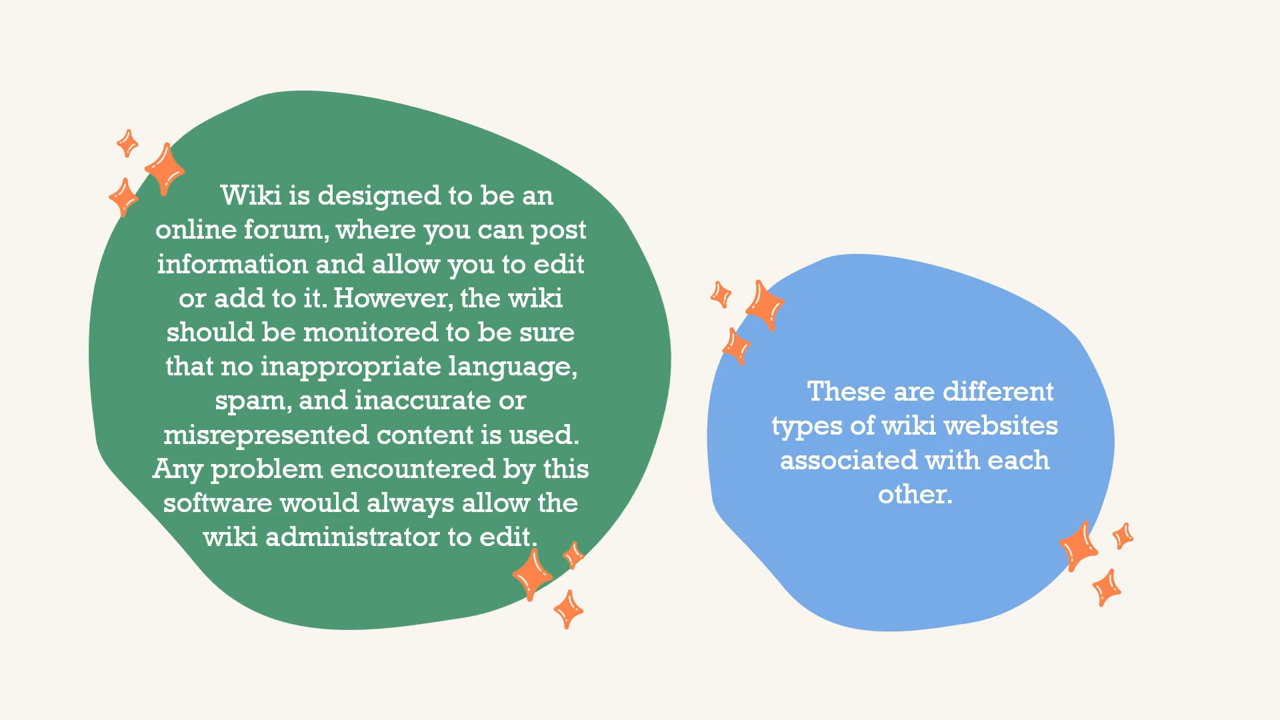 Wiki is designed to be an
online forum, where you can post
information and allow you to edit
or add to it. However, the wiki
should be monitored to be sure
that no inappropriate language,
spam, and inaccurate or
misrepresented content is used.
Any problem encountered by this
software would always allow the
wiki administrator to edit.
These are different
types of wiki websites
associated with each
other.